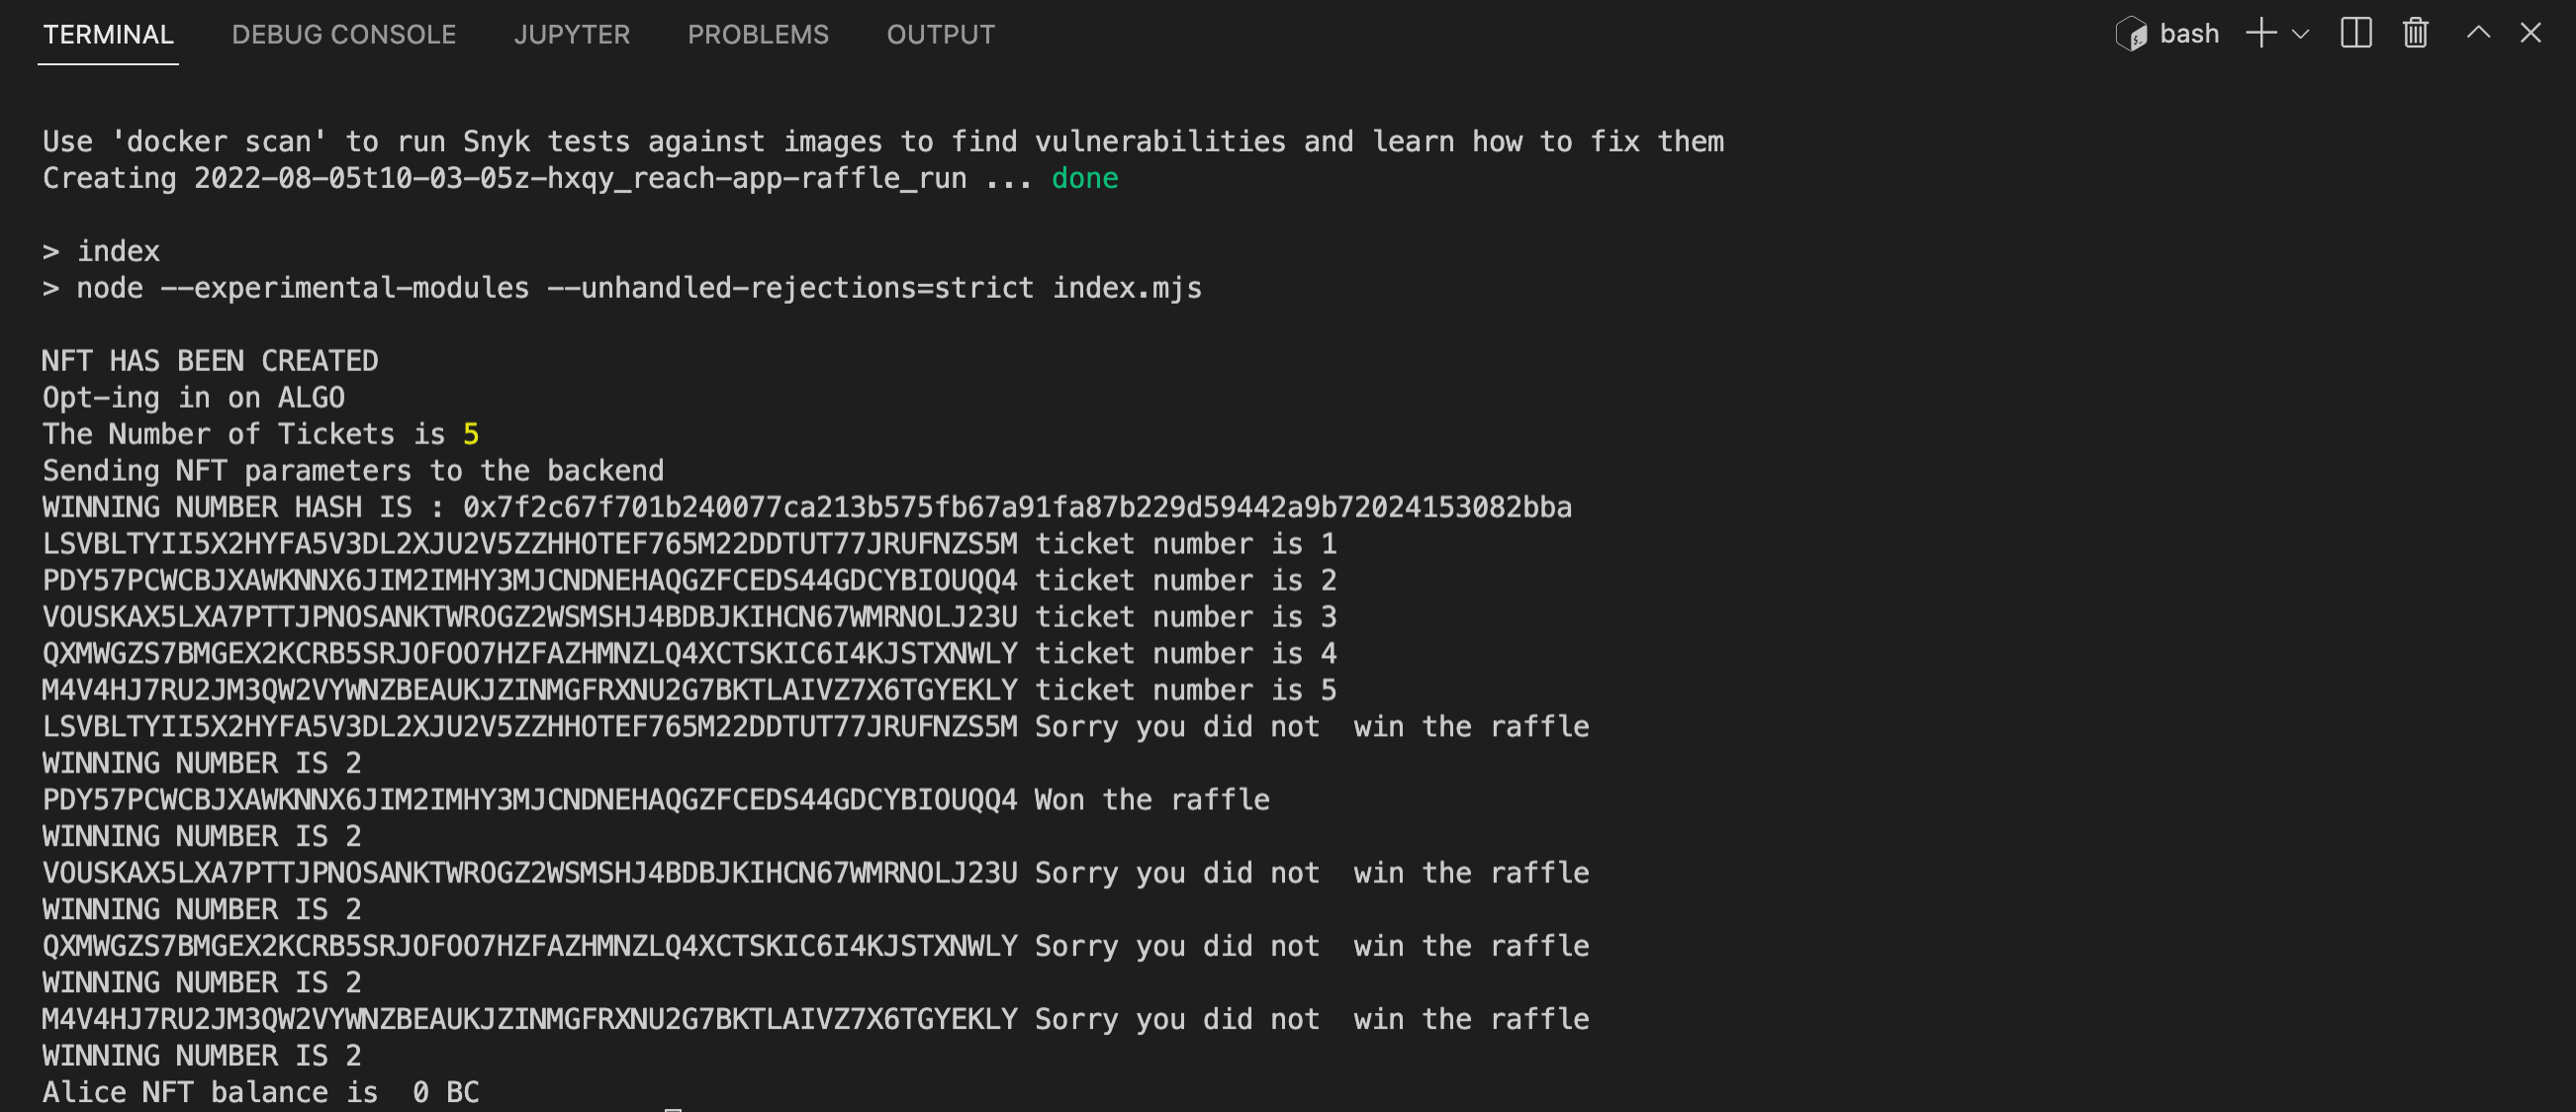 TERMINAL DEBUG CONSOLE JUPYTER PROBLEMS OUTPUT bash
Use 'docker scan' to run Snyk tests against images to find vulnerabilities and learn how to fix them
Creating 2022-08-05t10-03-05z-hxqy_reach-app-raffle_run ... done
> index
> node --experimental-modules --unhandled-rejections=strict index.mjs
NFT HAS BEEN CREATED
Opt-ing in on ALGO
The Number of Tickets is 5
Sending NFT parameters to the backend
WINNING NUMBER HASH IS : 0x7f2c67f701b240077ca213b575fb67a91fa87b229d59442a9b72024153082bba
LSVBLTYII5X2HYFA5V3DL2XJU2V5ZZHHOTEF765M22DDTUT77JRUFNZS5M ticket number is 1
PDY57PCWCBJXAWKNNX6JIM2IMHY3MJCNDNEHAQGZFCEDS44GDCYBIOUQQ4 ticket number is 2
VOUSKAX5LXA7PTTJPNOSANKTWROGZ2WSMSHJ4BDBJKIHCN67WMRNOLJ23U ticket number is 3
QXMWGZS7BMGEX2KCRB5SRJOFOO7HZFAZHMNZLQ4XCTSKIC6I4KJSTXNWLY ticket number is 4
M4V4HJ7RU2JM3QW2VYWNZBEAUKJZINMGFRXNU2G7BKTLAIVZ7X6TGYEKLY ticket number is 5
LSVBLTYII5X2HYFA5V3DL2XJU2V5ZZHHOTEF765M22DDTUT77JRUFNZS5M Sorry you did not  win the raffle
WINNING NUMBER IS 2
PDY57PCWCBJXAWKNNX6JIM2IMHY3MJCNDNEHAQGZFCEDS44GDCYBIOUQQ4 Won the raffle
WINNING NUMBER IS 2
VOUSKAX5LXA7PTTJPNOSANKTWROGZ2WSMSHJ4BDBJKIHCN67WMRNOLJ23U Sorry you did not  win the raffle
WINNING NUMBER IS 2
QXMWGZS7BMGEX2KCRB5SRJOFOO7HZFAZHMNZLQ4XCTSKIC6I4KJSTXNWLY Sorry you did not  win the raffle
WINNING NUMBER IS 2
M4V4HJ7RU2JM3QW2VYWNZBEAUKJZINMGFRXNU2G7BKTLAIVZ7X6TGYEKLY Sorry you did not  win the raffle
WINNING NUMBER IS 2
Alice NFT balance is  0 BC